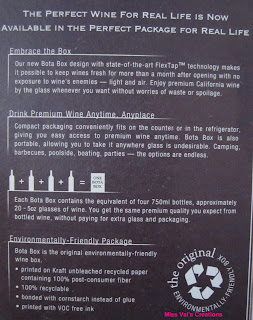 The Perfect Wine For Real Life is Now
Available in the Perfect Package for Real Life
Embrace the Box
Our new Bota Box design with state-of-the-art FlexTap™ technology makes
it possible to keep wines fresh for more than a month after opening with no
exposure to wine's enemies — light and air. Enjoy premium California wine
by the glass whenever you want without worries of waste or spoilage.
Drink Premium Wine Anytime, Anyplace
Compact packaging conveniently fits on the counter or in the refrigerator,
giving you easy access to premium wine anytime. Bota Box is also
portable, allowing you to take it anywhere glass is undesirable. Camping,
barbecues, poolside, boating, parties — the options are endless.
+ + + = ONE
BOTA
BOX
Each Bota Box contains the equivalent of four 750ml bottles, approximately
20 - 5oz glasses of wine. You get the same premium quality you expect from
bottled wine, without paying for extra glass and packaging.
Environmentally-Friendly Package
Bota Box is the original environmentally-friendly
wine box.
• printed on Kraft unbleached recycled paper
containing 100% post-consumer fiber
• 100% recyclable
• bonded with cornstarch instead of glue
• printed with VOC free ink
the original
ENVIRONMENTALLY-FRIENDLY BOX
Miss Val's Creations